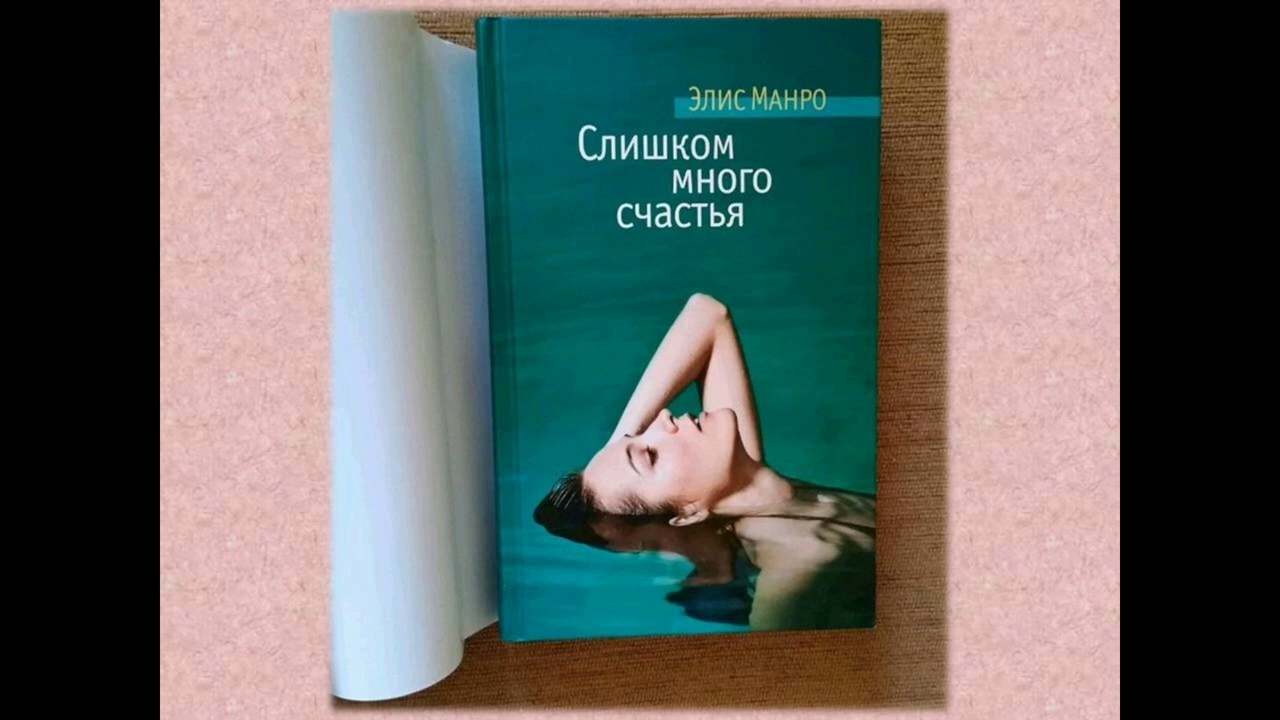 Элис Манро
Слишком
много
счастья